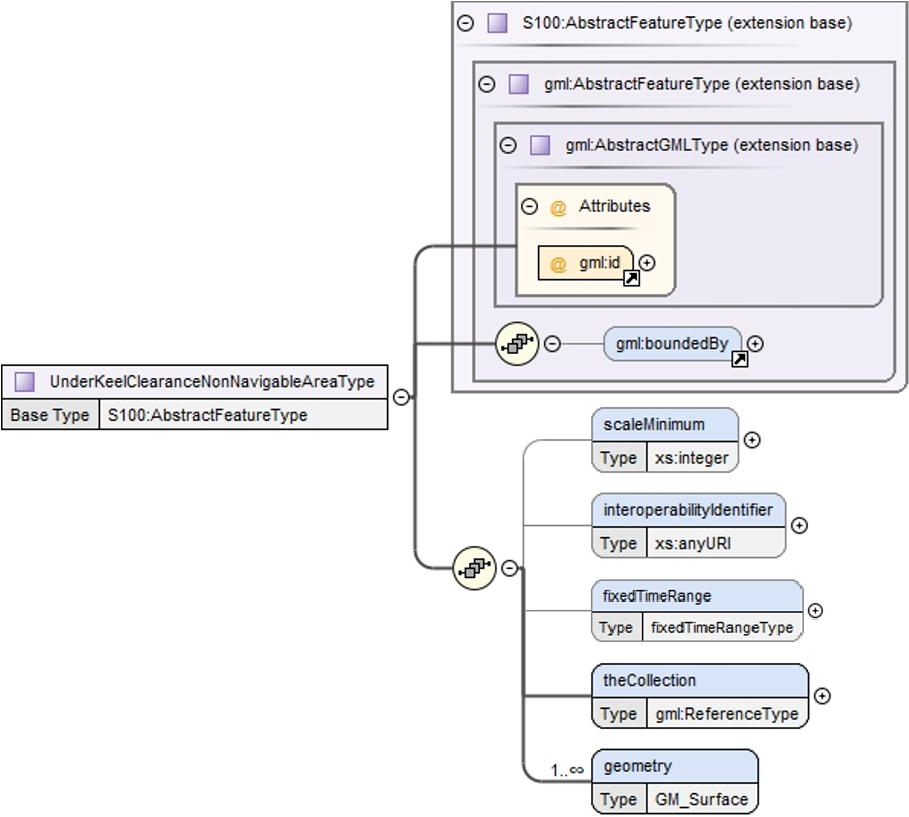 S100:AbstractFeatureType (extension base)
gml:AbstractFeatureType (extension base)
gml:AbstractGMLType (extension base)
@ Attributes
@ gml:id
gml:boundedBy
UnderKeelClearanceNonNavigableAreaType
Base Type S100:AbstractFeatureType
scaleMinimum
Type xs:integer
interoperabilityIdentifier
Type xs:anyURI
fixedTimeRange
Type fixedTimeRangeType
theCollection
Type gml:ReferenceType
1..∞ geometry
Type GM_Surface